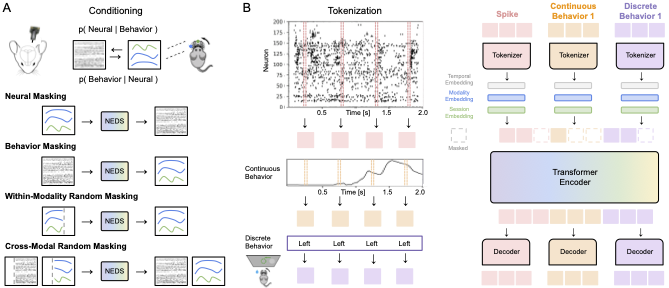 A
Conditioning
p( Neural | Behavior )
p( Behavior | Neural )
Neural Masking
NEDS
Behavior Masking
NEDS
Within-Modality Random Masking
NEDS
Cross-Modal Random Masking
NEDS
B
Tokenization
Neuron
200
175
150
125
100
75
50
25
0
0.5
1.0
1.5
2.0
Time [s]
Continuous
Behavior
0.5
1.0
1.5
2.0
Time [s]
Discrete
Behavior
Left
Left
Left
Left
Spike
Continuous
Behavior 1
Discrete
Behavior 1
Tokenizer
Tokenizer
Tokenizer
Temporal
Embedding
Modality
Embedding
Session
Embedding
Masked
Transformer
Encoder
Decoder
Decoder
Decoder